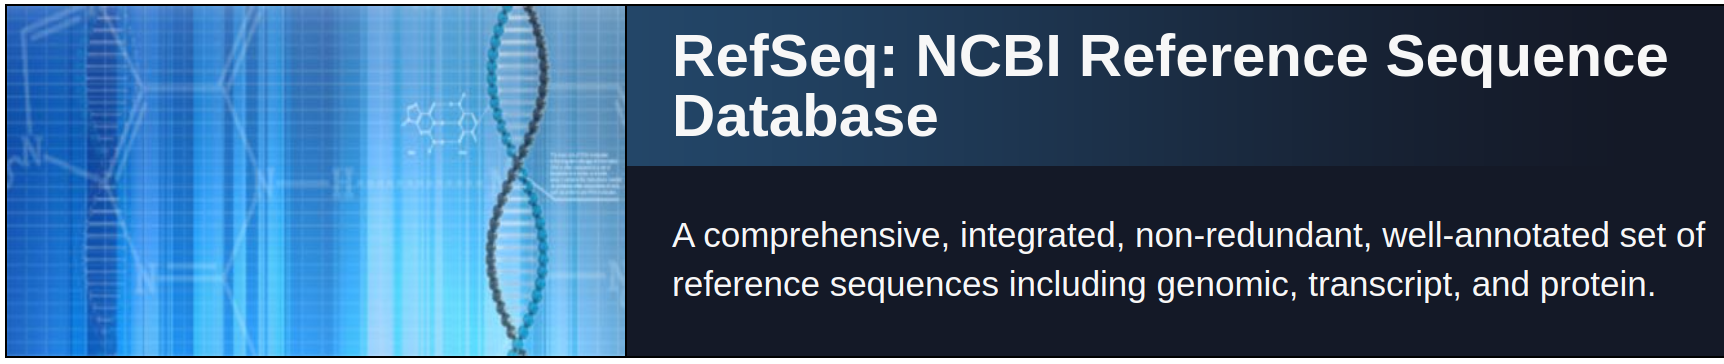 RefSeq: NCBI Reference Sequence
Database
A comprehensive, integrated, non-redundant, well-annotated set of
reference sequences including genomic, transcript, and protein.
N
N
H
N
N